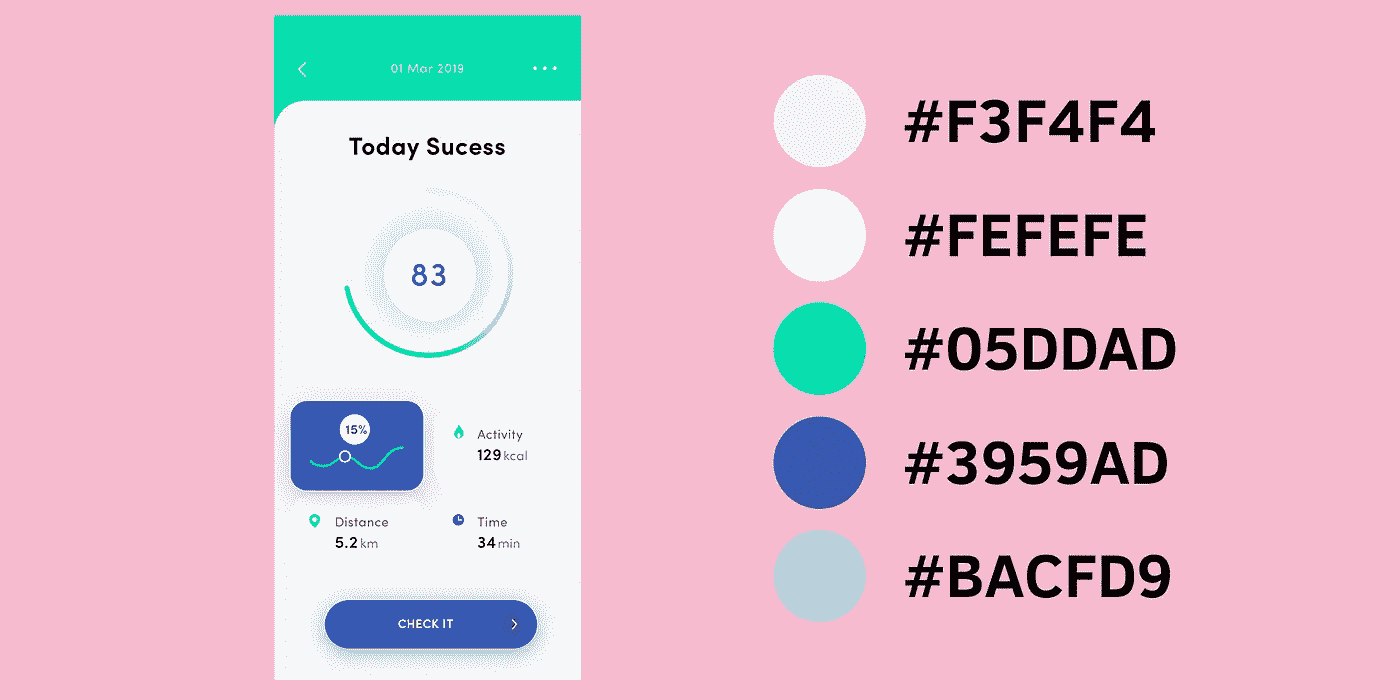 01 Mar 2019
Today Sucess
83
15%
Activity
129 kcal
Distance
5.2 km
Time
34 min
CHECK IT
#F3F4F4
#FEFEFE
#05DDAD
#3959AD
#BACFD9